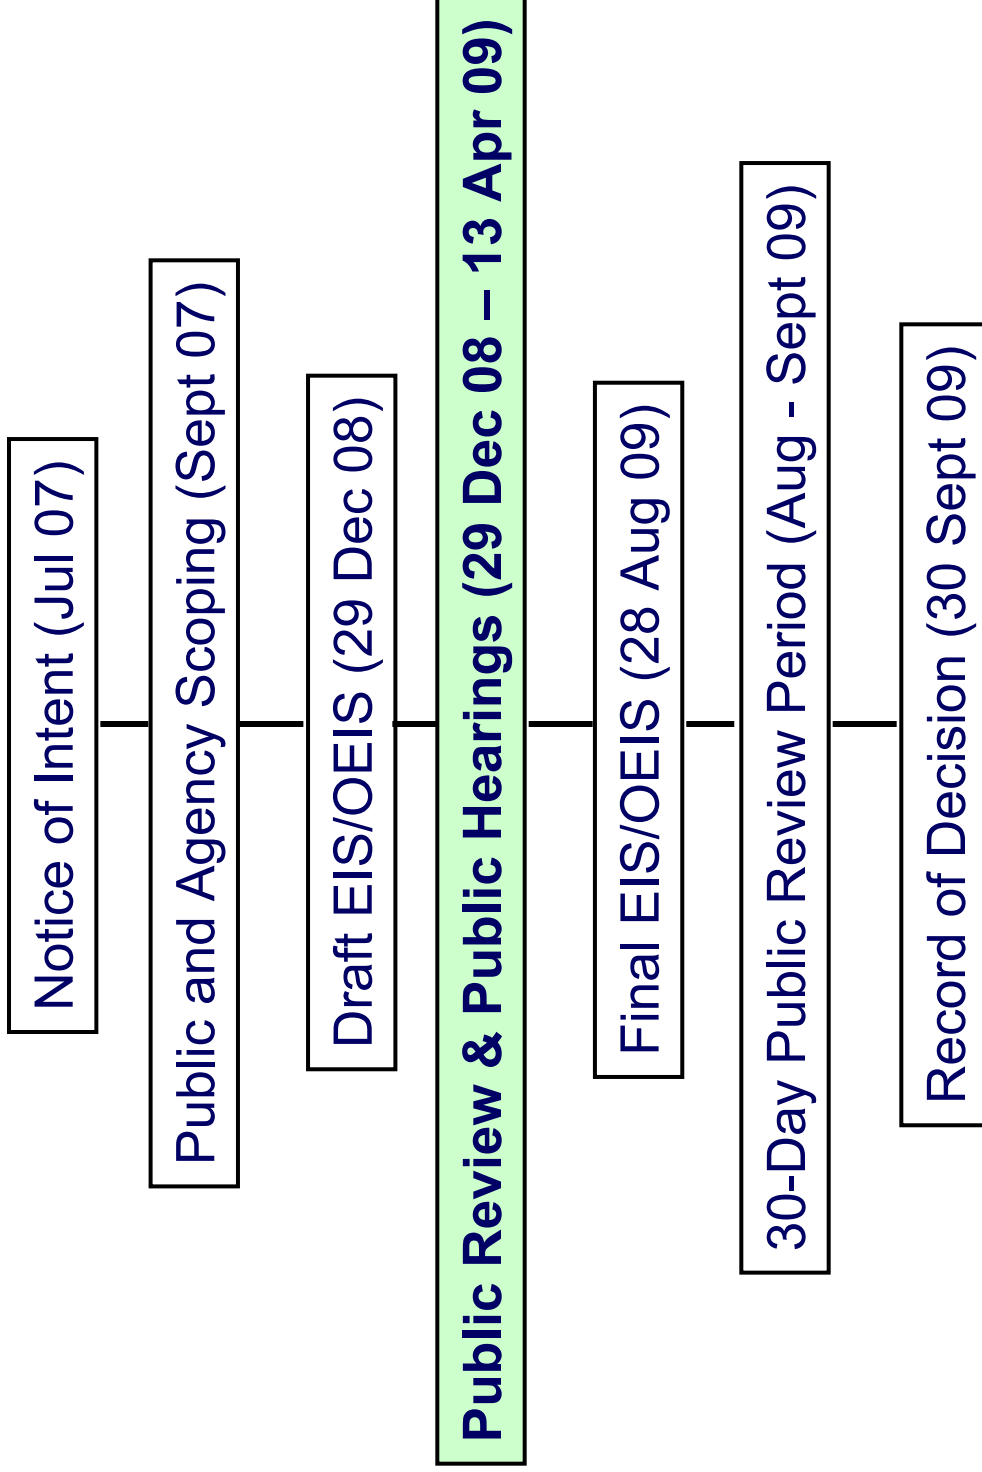 Notice of Intent (Jul 07)
Public and Agency Scoping (Sept 07)
Draft EIS/OEIS (29 Dec 08)
Public Review & Public Hearings (29 Dec 08 – 13 Apr 09)
Final EIS/OEIS (28 Aug 09)
30-Day Public Review Period (Aug - Sept 09)
Record of Decision (30 Sept 09)